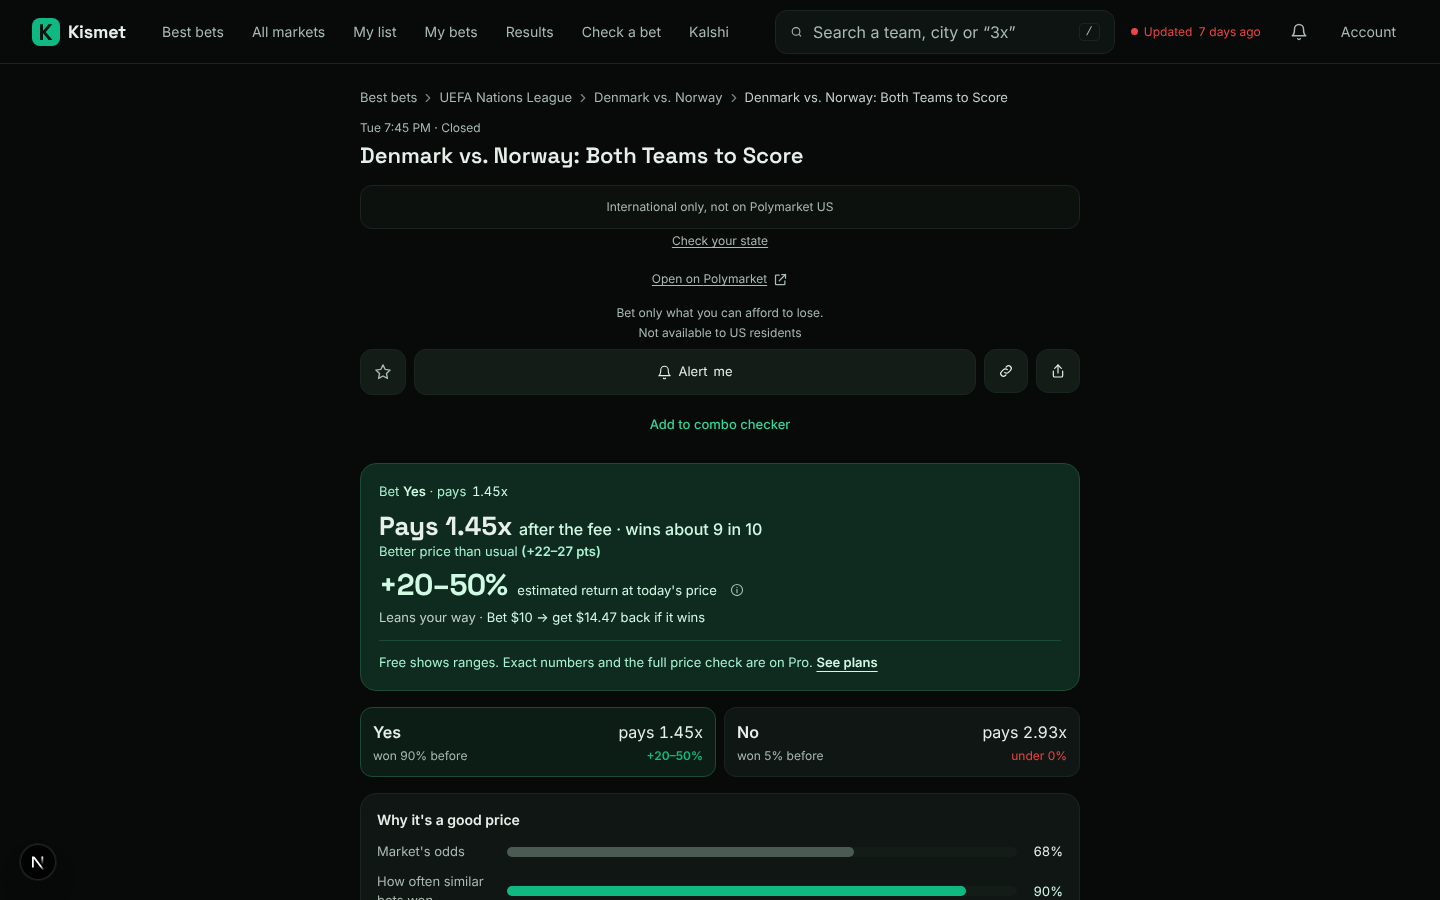 K Kismet Best bets All markets My list My bets Results Check a bet Kalshi Search a team, city or “3x” / Updated 7 days ago Account
Best bets > UEFA Nations League > Denmark vs. Norway > Denmark vs. Norway: Both Teams to Score
Tue 7:45 PM · Closed
Denmark vs. Norway: Both Teams to Score
International only, not on Polymarket US
Check your state
Open on Polymarket
Bet only what you can afford to lose.
Not available to US residents
Alert me
Add to combo checker
Bet Yes · pays 1.45x
Pays 1.45x after the fee · wins about 9 in 10
Better price than usual (+22–27 pts)
+20–50% estimated return at today's price
Leans your way · Bet $10 → get $14.47 back if it wins
Free shows ranges. Exact numbers and the full price check are on Pro. See plans
Yes pays 1.45x
won 90% before +20–50%
No pays 2.93x
won 5% before under 0%
Why it's a good price
Market's odds 68%
How often similar
bets won 90%
N